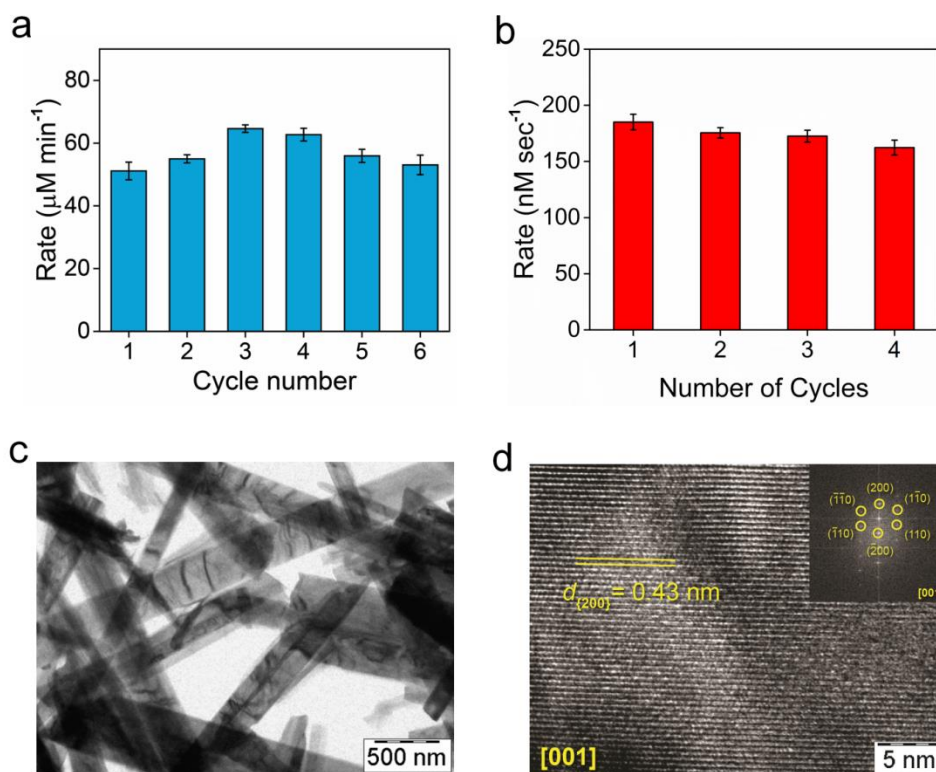 a
Rate (μM min⁻¹)
80
60
40
20
0
1 2 3 4 5 6
Cycle number
b
Rate (nM sec⁻¹)
250
200
150
100
50
0
1 2 3 4
Number of Cycles
c
500 nm
d
(200)
(1̅1̅0) (11̅0)
(1̅10) (110)
(2̅00)
[001
d{200} = 0.43 nm
[001]
5 nm